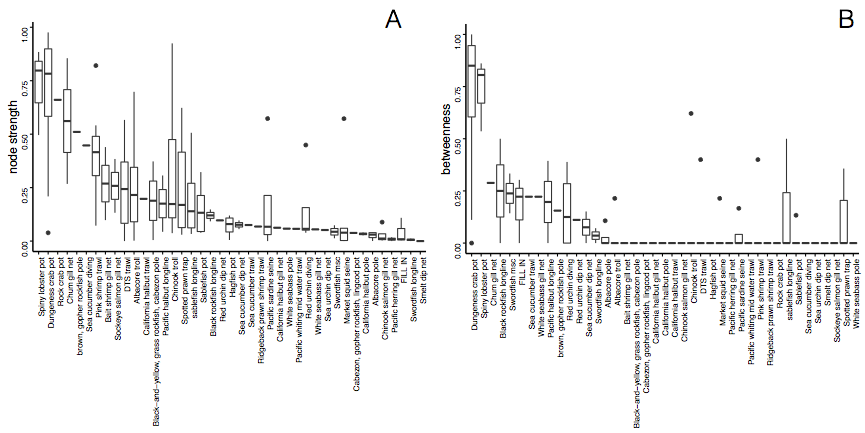 A
node strength
1.00
0.75
0.50
0.25
0.00
Spiny lobster pot
Dungeness crab pot
Rock crab pot
Chum gill net
brown, gopher rockfish pole
Sea cucumber diving
Pink shrimp trawl
Bait shrimp gill net
Sockeye salmon gill net
DTS trawl
Albacore troll
California halibut trawl
Black-and-yellow, grass rockfish, cabezon pole
Pacific halibut longline
Chinook troll
Spotted prawn trap
sablefish longline
Sablefish pot
Black rockfish longline
Red urchin dip net
Hagfish pot
Sea cucumber dip net
Sea cucumber trawl
Ridgeback prawn shrimp trawl
Pacific sardine seine
California halibut gill net
White seabass pole
Pacific whiting mid water trawl
Red urchin diving
White seabass gill net
Sea urchin dip net
Swordfish msc
Market squid seine
Cabezon, gopher rockfish, lingcod pot
California halibut pole
Albacore pole
Chinook salmon gill net
Pacific herring gill net
FILL IN
Swordfish longline
Smelt dip net
B
betweenness
1.00
0.75
0.50
0.25
0.00
Dungeness crab pot
Spiny lobster pot
Chum gill net
Black rockfish longline
Swordfish msc
FILL IN
Sea cucumber trawl
White seabass gill net
Pacific halibut longline
brown, gopher rockfish pole
Red urchin diving
Red urchin dip net
Sea cucumber dip net
Swordfish longline
Albacore pole
Albacore troll
Bait shrimp gill net
Black-and-yellow, grass rockfish, cabezon pole
Cabezon, gopher rockfish, lingcod pot
California halibut gill net
California halibut pole
California halibut trawl
Chinook salmon gill net
Chinook troll
DTS trawl
Hagfish pot
Market squid seine
Pacific herring gill net
Pacific sardine seine
Pacific whiting mid water trawl
Pink shrimp trawl
Ridgeback prawn shrimp trawl
Rock crab pot
sablefish longline
Sablefish pot
Sea cucumber diving
Sea urchin dip net
Smelt dip net
Sockeye salmon gill net
Spotted prawn trap
White seabass pole